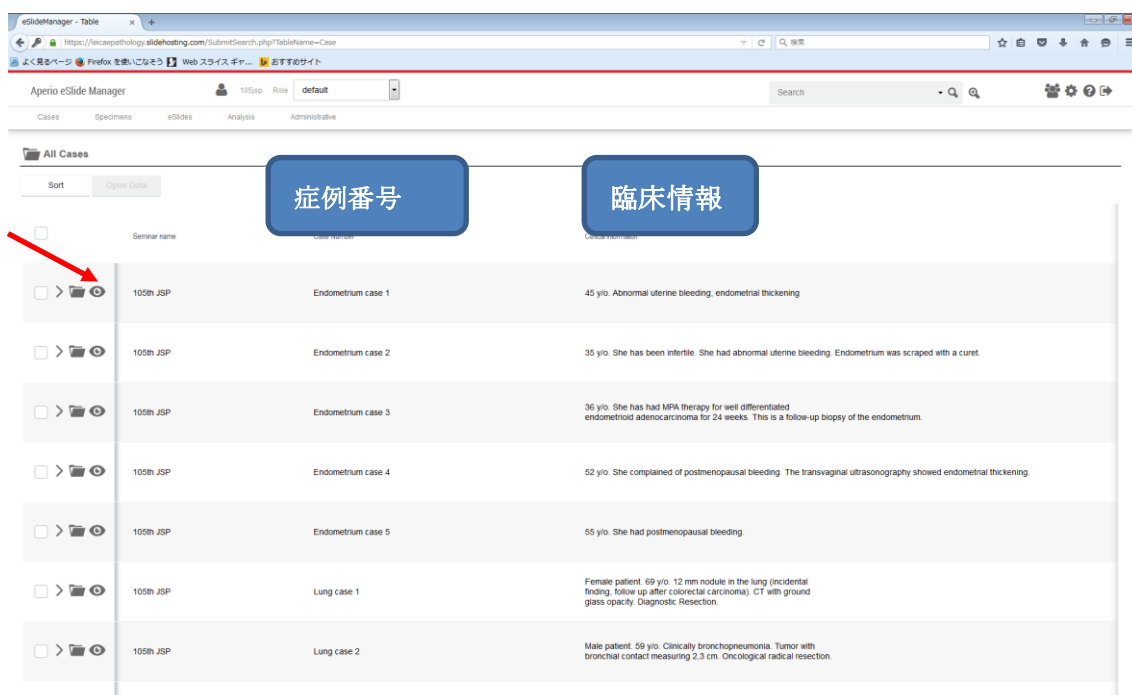 eSlideManager - Table
https://leicaepathology.slidehosting.com/SubmitSearch.php?TableName=Case
検索
よく見るページ Firefox を使いこなそう Web スライス ギャ... おすすめサイト
Aperio eSlide Manager 105jsp Role default Search
Cases Specimens eSlides Analysis Administrative
All Cases
Sort Open Data
症例番号 臨床情報
Seminar name Case Number Clinical Information
105th JSP Endometrium case 1 45 y/o. Abnormal uterine bleeding, endometrial thickening
105th JSP Endometrium case 2 35 y/o. She has been infertile. She had abnormal uterine bleeding. Endometrium was scraped with a curet.
105th JSP Endometrium case 3 36 y/o. She has had MPA therapy for well differentiated
endometrioid adenocarcinoma for 24 weeks. This is a follow-up biopsy of the endometrium.
105th JSP Endometrium case 4 52 y/o. She complained of postmenopausal bleeding. The transvaginal ultrasonography showed endometrial thickening.
105th JSP Endometrium case 5 55 y/o. She had postmenopausal bleeding.
105th JSP Lung case 1 Female patient. 69 y/o. 12 mm nodule in the lung (incidental
finding, follow up after colorectal carcinoma). CT with ground
glass opacity. Diagnostic Resection.
105th JSP Lung case 2 Male patient. 59 y/o. Clinically bronchopneumonia. Tumor with
bronchial contact measuring 2,3 cm. Oncological radical resection.